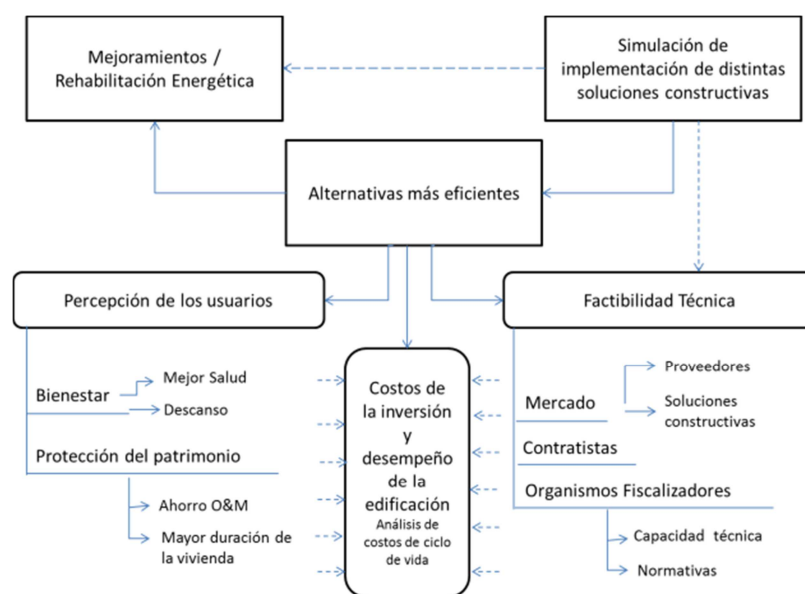 Mejoramientos /
Rehabilitación Energética
Simulación de
implementación de distintas
soluciones constructivas
Alternativas más eficientes
Percepción de los usuarios
Factibilidad Técnica
Bienestar
Mejor Salud
Descanso
Protección del patrimonio
Ahorro O&M
Mayor duración de
la vivienda
Costos de
la inversión
y
desempeño
de la
edificación
Análisis de
costos de ciclo
de vida
Mercado
Proveedores
Soluciones
constructivas
Contratistas
Organismos Fiscalizadores
Capacidad técnica
Normativas